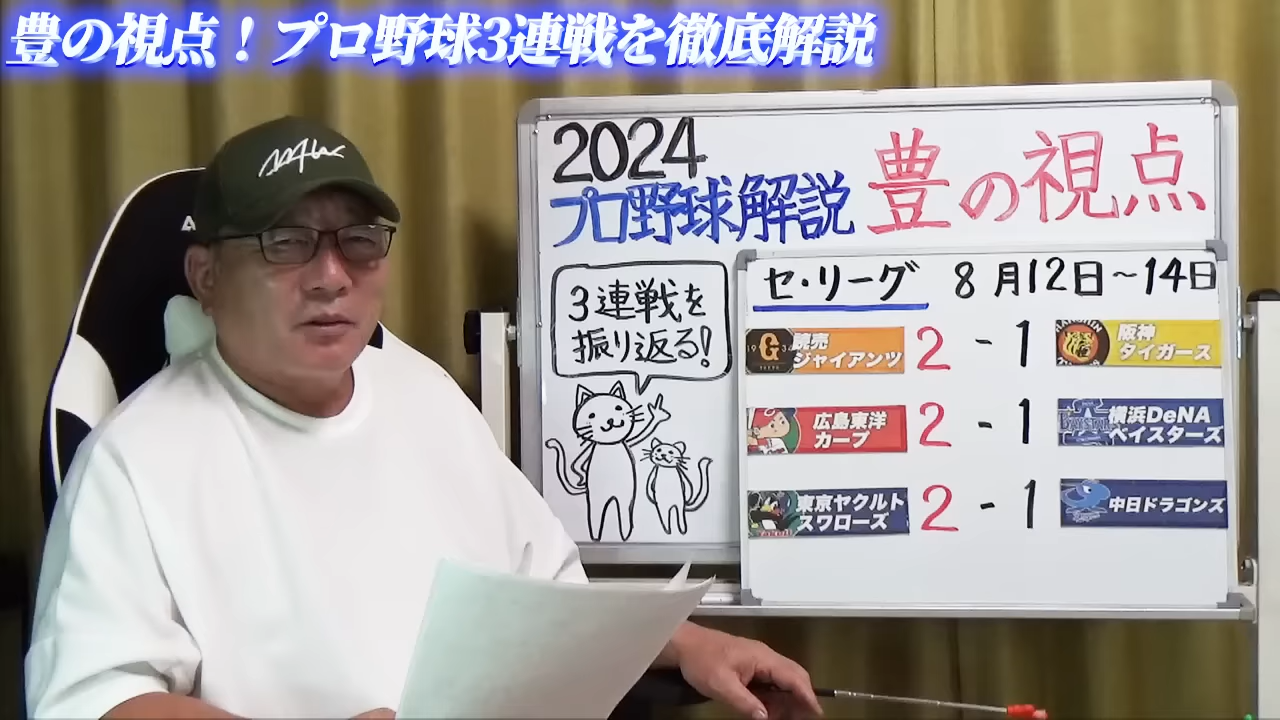 豊の視点！プロ野球3連戦を徹底解説
2024
プロ野球解説
豊の視点
3連戦を
振り返る!
セ・リーグ 8月12日～14日
読売
ジャイアンツ
2 - 1
阪神
タイガース
広島東洋
カープ
2 - 1
横浜DeNA
ベイスターズ
東京ヤクルト
スワローズ
2 - 1
中日ドラゴンズ